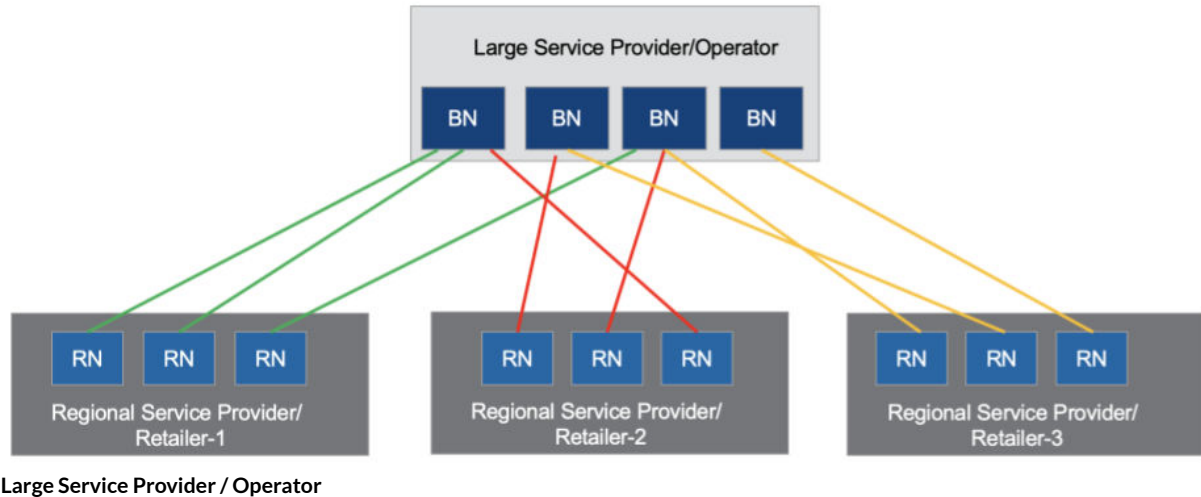 Large Service Provider/Operator
BN BN BN BN
RN RN RN RN RN RN RN RN RN
Regional Service Provider/
Retailer-1
Regional Service Provider/
Retailer-2
Regional Service Provider/
Retailer-3
Large Service Provider / Operator